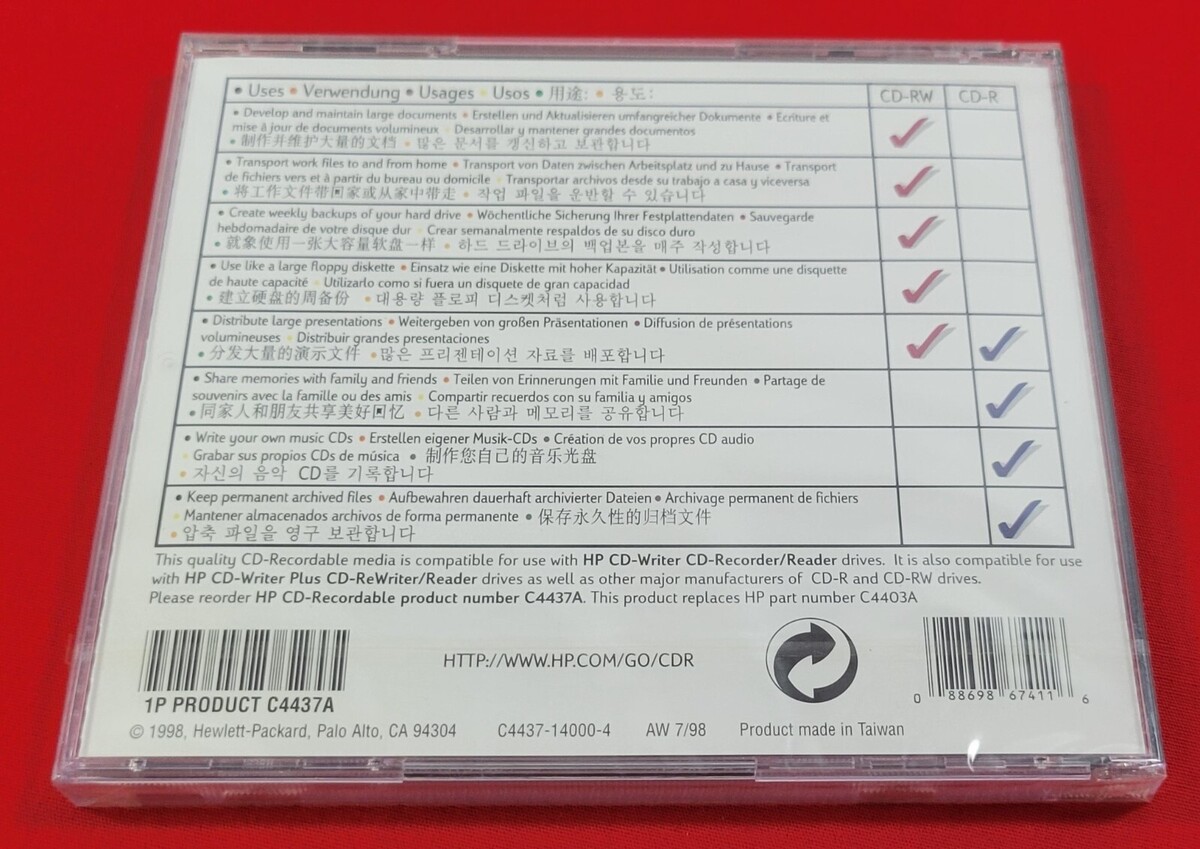 • Uses • Verwendung • Usages • Usos • 用途: • 용도:
CD-RW CD-R
• Develop and maintain large documents • Erstellen und Aktualisieren umfangreicher Dokumente • Ecriture et
mise à jour de documents volumineux • Desarrollar y mantener grandes documentos
• 制作并维护大量的文档 • 많은 문서를 갱신하고 보관합니다
• Transport work files to and from home • Transport von Daten zwischen Arbeitsplatz und zu Hause • Transport
de fichiers vers et à partir du bureau ou domicile • Transportar archivos desde su trabajo a casa y viceversa
• 将工作文件带回家或从家中带走 • 작업 파일을 운반할 수 있습니다
• Create weekly backups of your hard drive • Wöchentliche Sicherung Ihrer Festplattendaten • Sauvegarde
hebdomadaire de votre disque dur • Crear semanalmente respaldos de su disco duro
• 就象使用一张大容量软盘一样 • 하드 드라이브의 백업본을 매주 작성합니다
• Use like a large floppy diskette • Einsatz wie eine Diskette mit hoher Kapazität • Utilisation comme une disquette
de haute capacité • Utilizarlo como si fuera un disquete de gran capacidad
• 建立硬盘的周备份 • 대용량 플로피 디스켓처럼 사용합니다
• Distribute large presentations • Weitergeben von großen Präsentationen • Diffusion de présentations
volumineuses • Distribuir grandes presentaciones
• 分发大量的演示文件 • 많은 프리젠테이션 자료를 배포합니다
• Share memories with family and friends • Teilen von Erinnerungen mit Familie und Freunden • Partage de
souvenirs avec la famille ou des amis • Compartir recuerdos con su familia y amigos
• 同家人和朋友共享美好回忆 • 다른 사람과 메모리를 공유합니다
• Write your own music CDs • Erstellen eigener Musik-CDs • Création de vos propres CD audio
• Grabar sus propios CDs de música • 制作您自己的音乐光盘
• 자신의 음악 CD를 기록합니다
• Keep permanent archived files • Aufbewahren dauerhaft archivierter Dateien • Archivage permanent de fichiers
• Mantener almacenados archivos de forma permanente • 保存永久性的归档文件
• 압축 파일을 영구 보관합니다
This quality CD-Recordable media is compatible for use with HP CD-Writer CD-Recorder/Reader drives. It is also compatible for use
with HP CD-Writer Plus CD-ReWriter/Reader drives as well as other major manufacturers of CD-R and CD-RW drives.
Please reorder HP CD-Recordable product number C4437A. This product replaces HP part number C4403A
HTTP://WWW.HP.COM/GO/CDR
0 88698 67411 6
1P PRODUCT C4437A
© 1998, Hewlett-Packard, Palo Alto, CA 94304 C4437-14000-4 AW 7/98 Product made in Taiwan